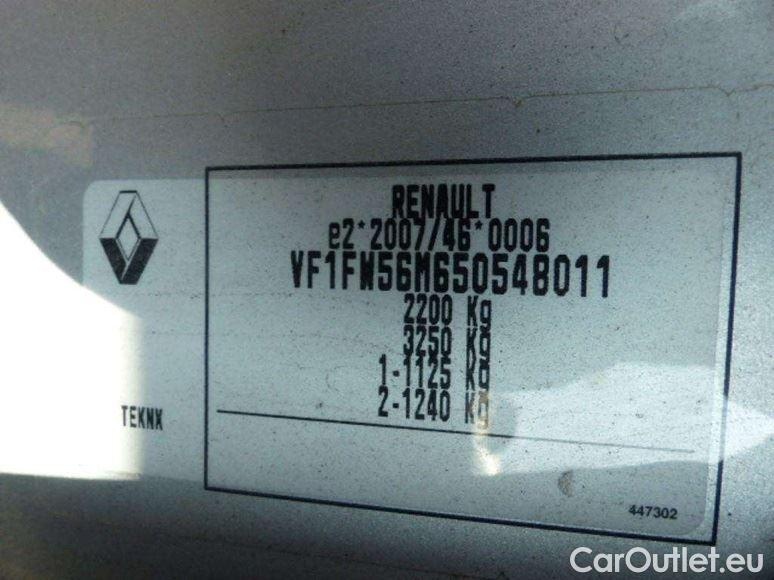 RENAULT
e2*2007/46*0006
VF1FW56M650548011
2200 Kg
3250 Kg
1-1125 Kg
2-1240 Kg
TEKNX
447302
CarOutlet.eu